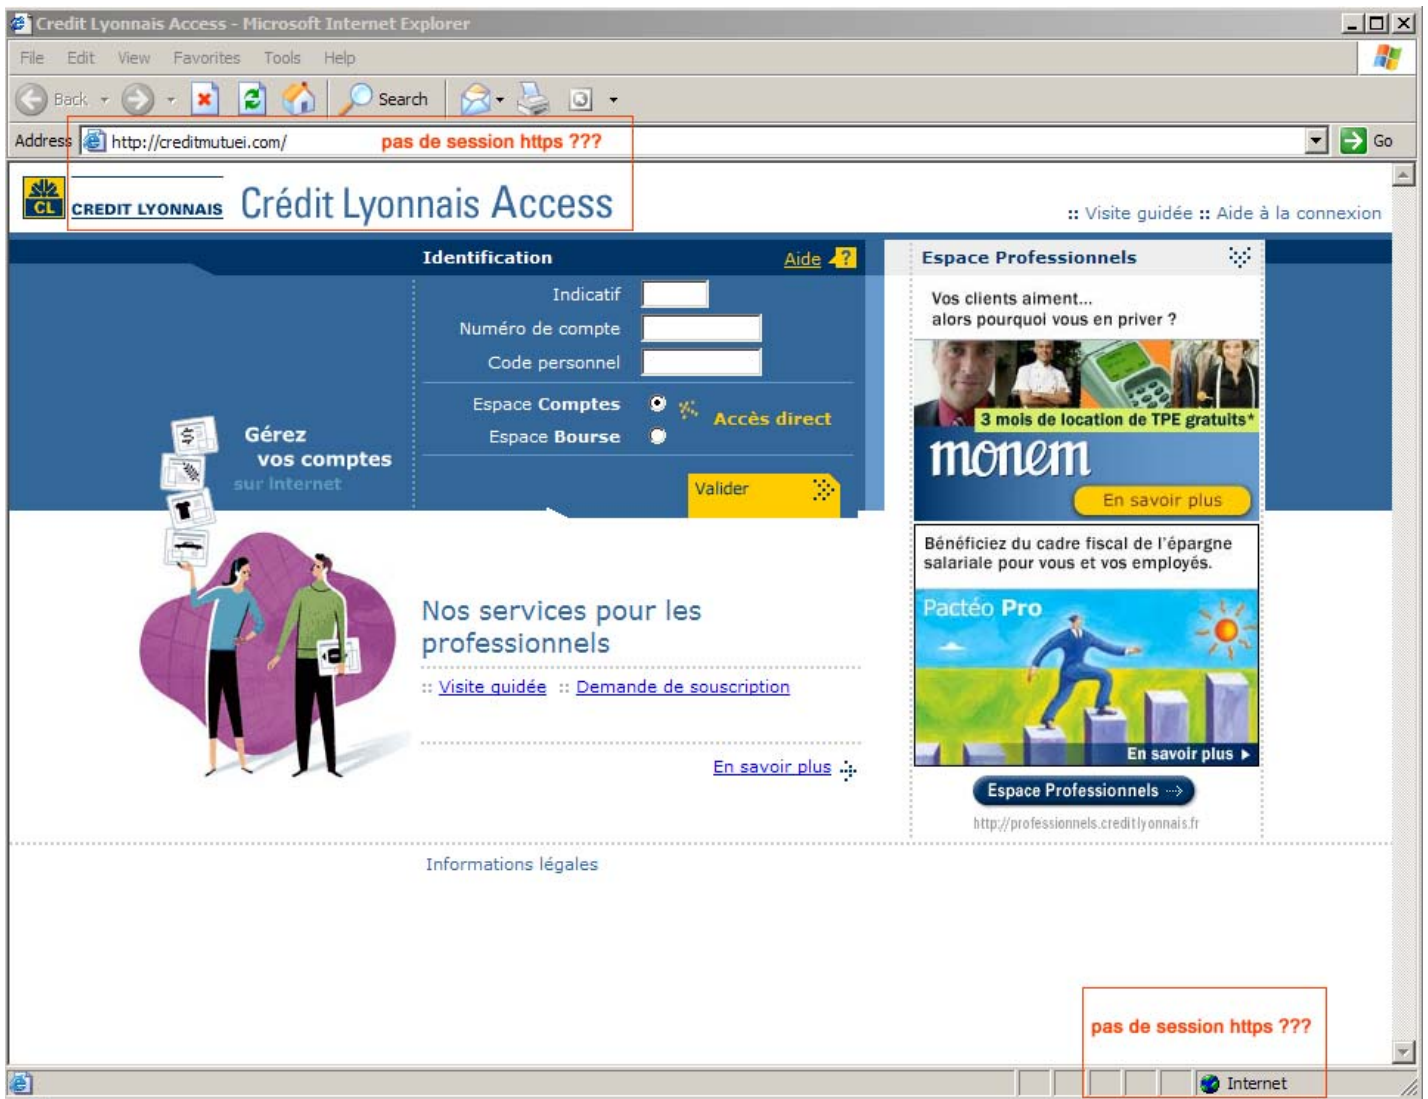 Credit Lyonnais Access - Microsoft Internet Explorer
File Edit View Favorites Tools Help
Back Search
Address http://creditmutuei.com/ pas de session https ??? Go
CL CREDIT LYONNAIS Crédit Lyonnais Access
:: Visite guidée :: Aide à la connexion
Identification Aide ?
Indicatif
Numéro de compte
Code personnel
Espace Comptes
Accès direct
Espace Bourse
Valider
Gérez
vos comptes
sur Internet
Nos services pour les
professionnels
:: Visite guidée :: Demande de souscription
En savoir plus
Espace Professionnels
Vos clients aiment...
alors pourquoi vous en priver ?
3 mois de location de TPE gratuits*
monem
En savoir plus
Bénéficiez du cadre fiscal de l'épargne
salariale pour vous et vos employés.
Pactéo Pro
En savoir plus
Espace Professionnels
http://professionnels.creditlyonnais.fr
Informations légales
pas de session https ???
Internet